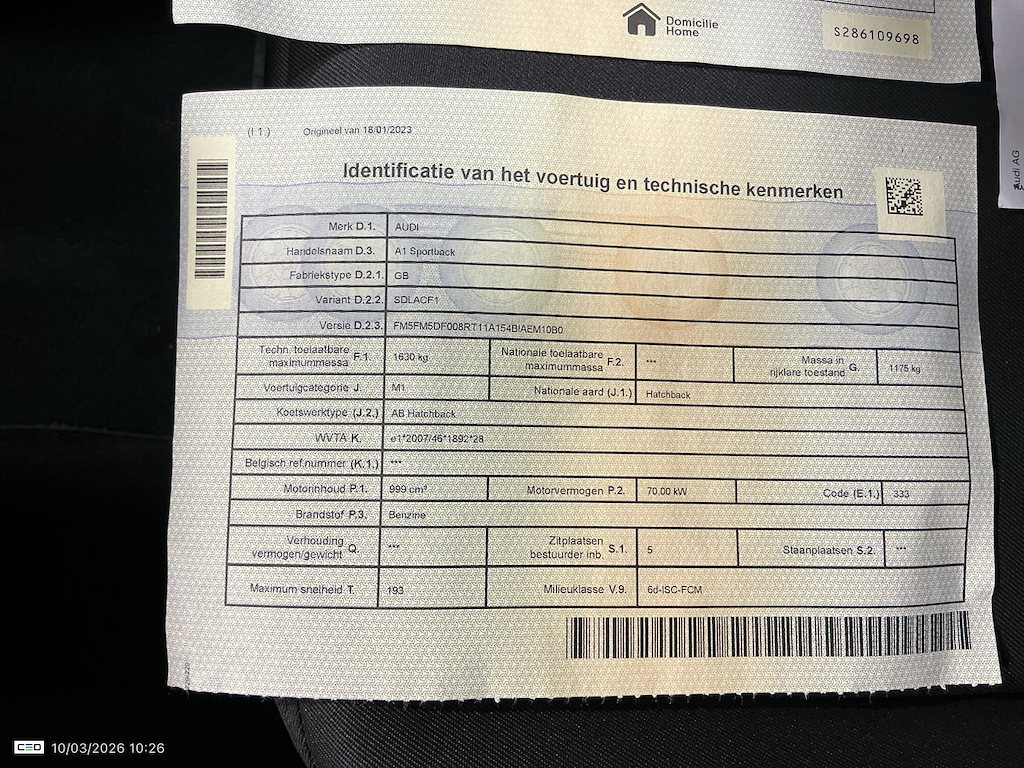 Domicilie
Home
S286109698
(I.1.) Origineel van 18/01/2023
Identificatie van het voertuig en technische kenmerken
Merk D.1. AUDI
Handelsnaam D.3. A1 Sportback
Fabriekstype D.2.1. GB
Variant D.2.2. SDLACF1
Versie D.2.3. FM5FM5DF008RT11A154BIAEM10B0
Techn. toelaatbare maximummassa F.1. 1630 kg Nationale toelaatbare maximummassa F.2. *** Massa in rijklare toestand G. 1175 kg
Voertuigcategorie J. M1 Nationale aard (J.1.) Hatchback
Koetswerktype (J.2.) AB Hatchback
WVTA K. e1*2007/46*1892*28
Belgisch ref.nummer (K.1.) ***
Motorinhoud P.1. 999 cm³ Motorvermogen P.2. 70,00 kW Code (E.1.) 333
Brandstof P.3. Benzine
Verhouding vermogen/gewicht Q. *** Zitplaatsen bestuurder inb. S.1. 5 Staanplaatsen S.2. ***
Maximum snelheid T. 193 Milieuklasse V.9. 6d-ISC-FCM
Audi AG
10/03/2026 10:26